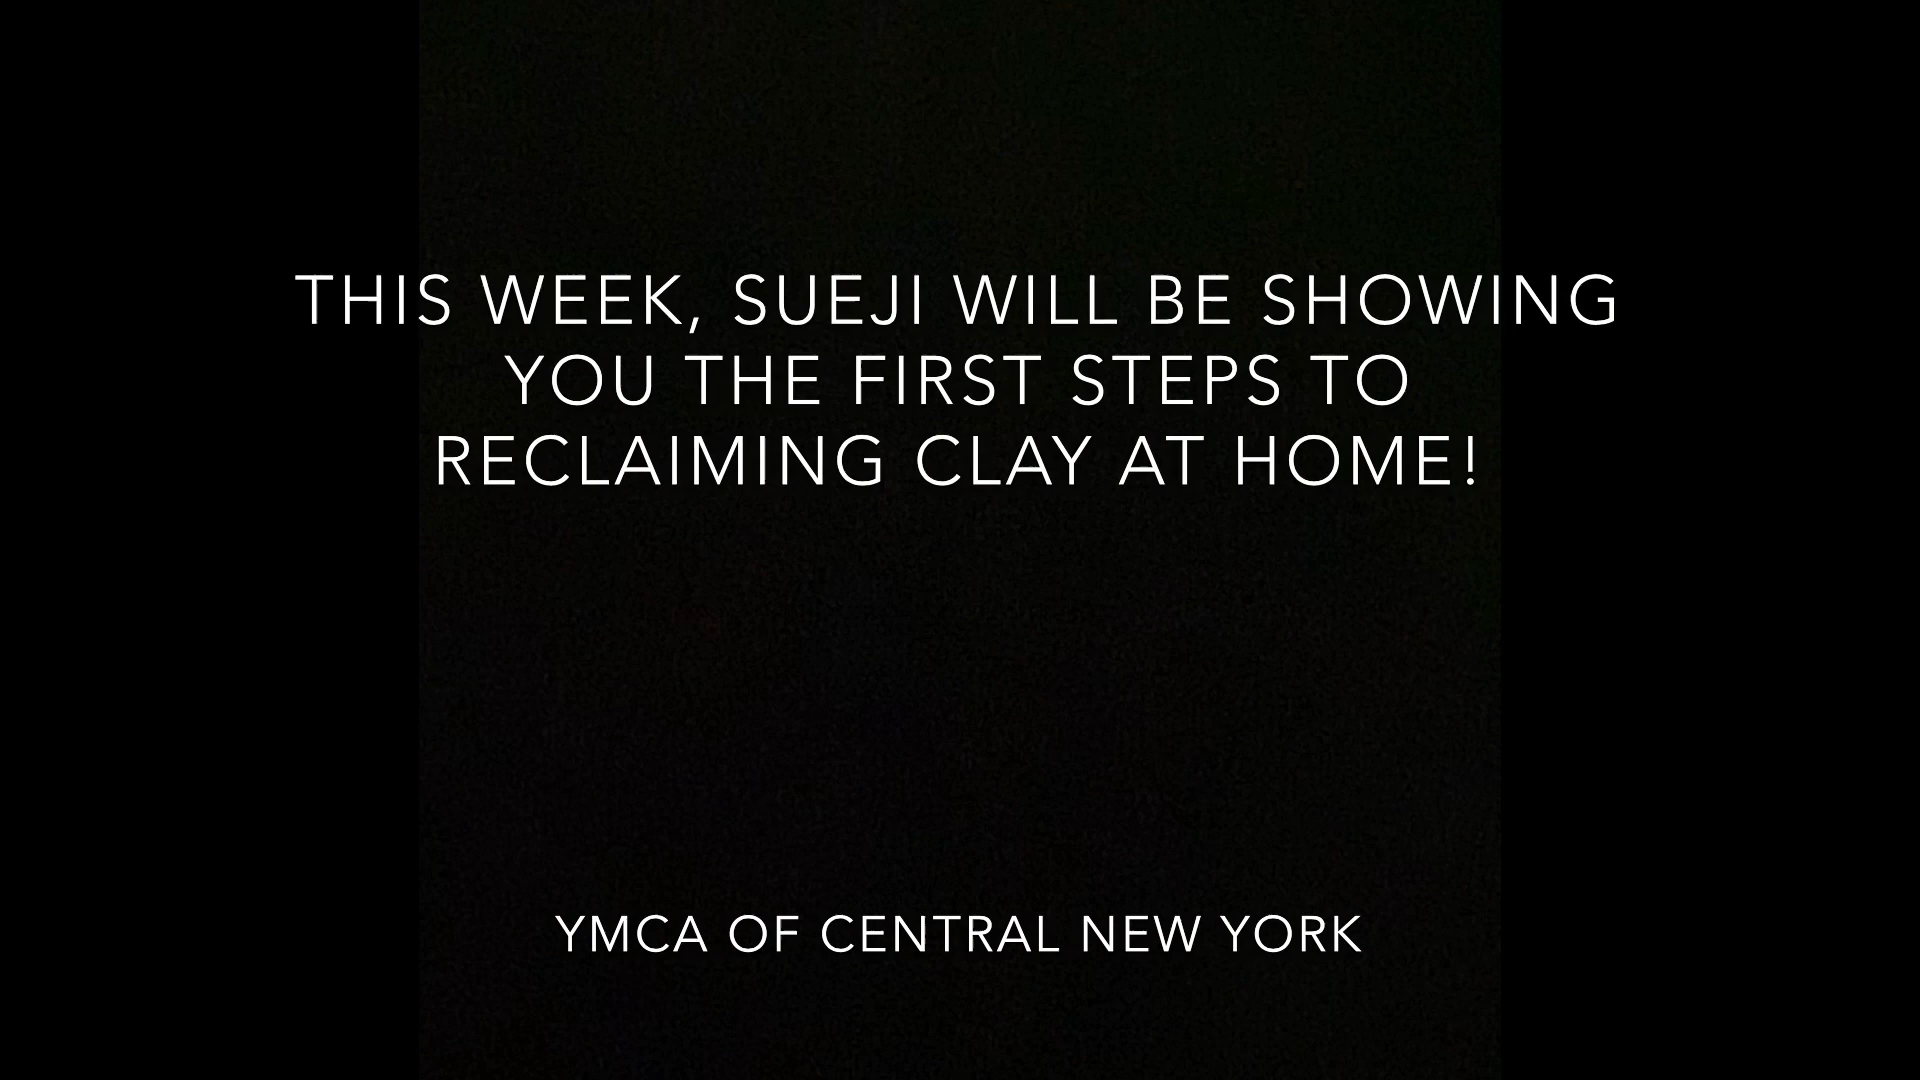 THIS WEEK, SUEJI WILL BE SHOWING
YOU THE FIRST STEPS TO
RECLAIMING CLAY AT HOME!
YMCA OF CENTRAL NEW YORK